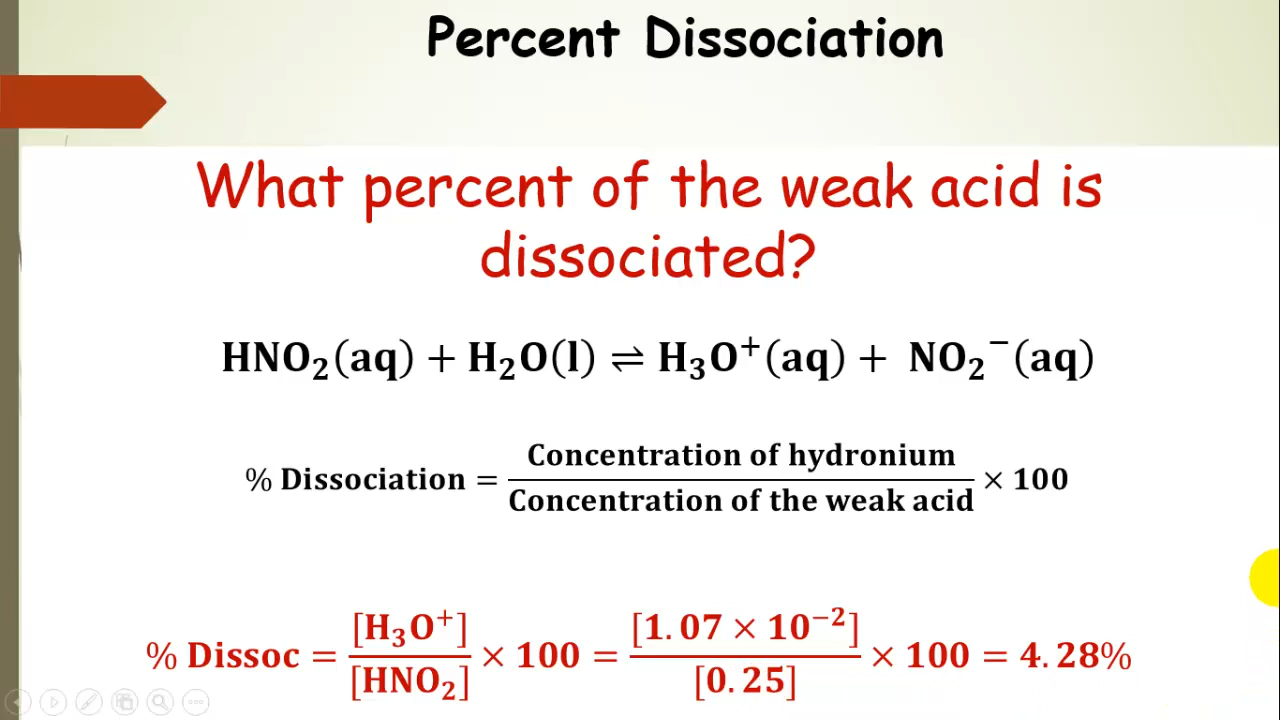 Percent Dissociation
What percent of the weak acid is
dissociated?
HNO₂(aq) + H₂O(l) ⇌ H₃O⁺(aq) + NO₂⁻(aq)
% Dissociation = Concentration of hydronium / Concentration of the weak acid × 100
% Dissoc = [H₃O⁺] / [HNO₂] × 100 = [1.07 × 10⁻²] / [0.25] × 100 = 4.28%